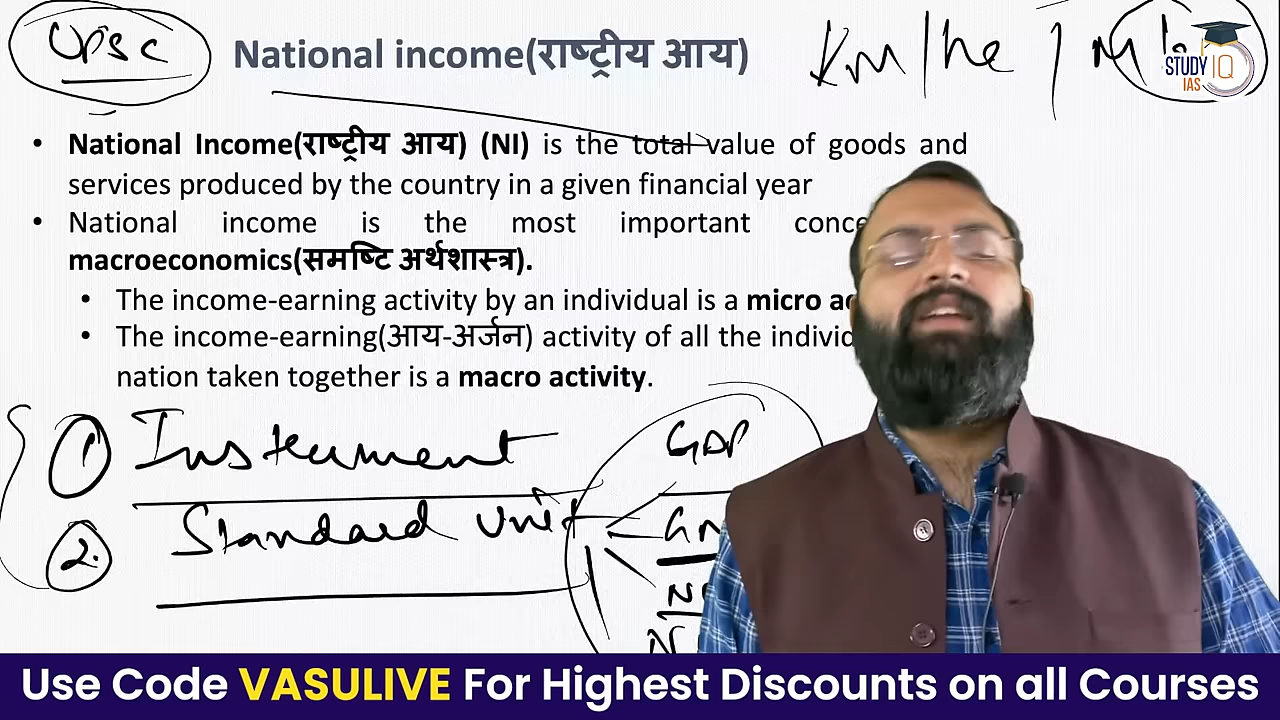 UPSC
National income(राष्ट्रीय आय)
Km/he /
STUDY IQ
IAS
• National Income(राष्ट्रीय आय) (NI) is the total value of goods and
services produced by the country in a given financial year
• National income is the most important conce
macroeconomics(समष्टि अर्थशास्त्र).
• The income-earning activity by an individual is a micro ac
• The income-earning(आय-अर्जन) activity of all the individ
nation taken together is a macro activity.
1 Instrument
GDP
2. Standard Unit
GN
N
N
Use Code VASULIVE For Highest Discounts on all Courses